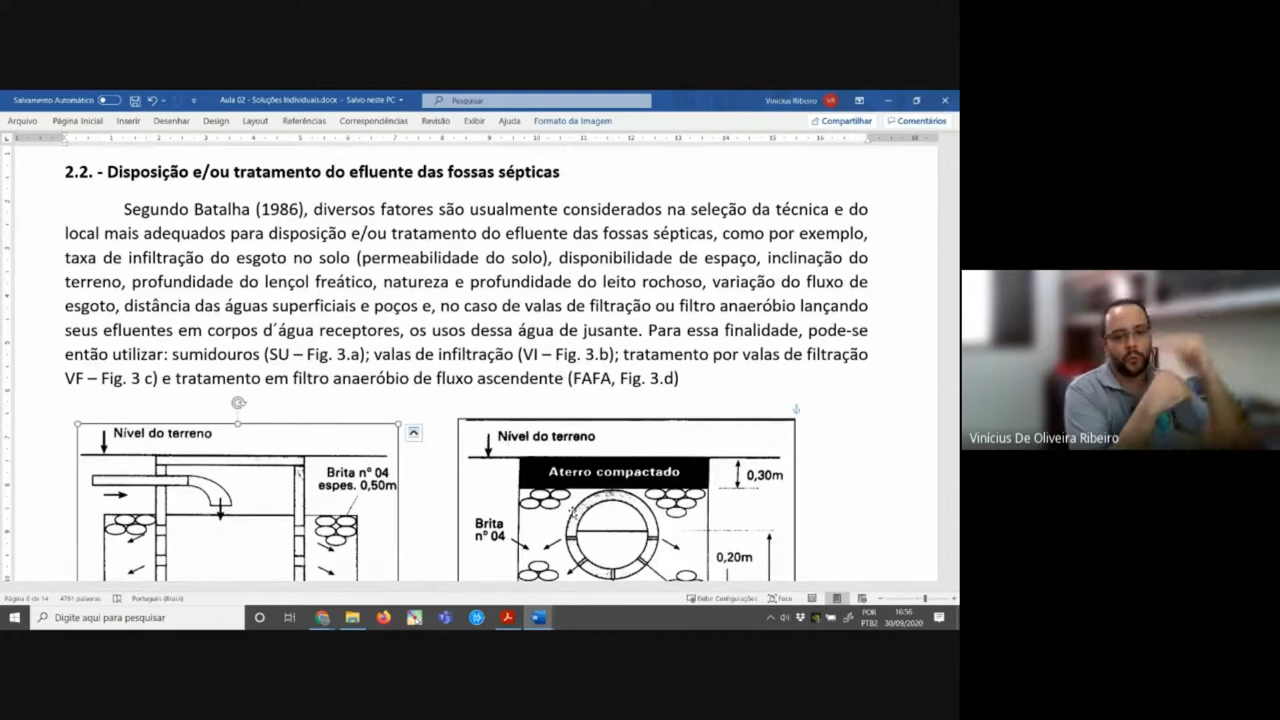 Salvamento Automático
Aula 02 - Soluções Individuais.docx - Salvo neste PC
Pesquisar
Vinicius Ribeiro
VR
Arquivo Página Inicial Inserir Desenhar Design Layout Referências Correspondências Revisão Exibir Ajuda Formato da Imagem
Compartilhar
Comentários
2.2. - Disposição e/ou tratamento do efluente das fossas sépticas
Segundo Batalha (1986), diversos fatores são usualmente considerados na seleção da técnica e do
local mais adequados para disposição e/ou tratamento do efluente das fossas sépticas, como por exemplo,
taxa de infiltração do esgoto no solo (permeabilidade do solo), disponibilidade de espaço, inclinação do
terreno, profundidade do lençol freático, natureza e profundidade do leito rochoso, variação do fluxo de
esgoto, distância das águas superficiais e poços e, no caso de valas de filtração ou filtro anaeróbio lançando
seus efluentes em corpos d´água receptores, os usos dessa água de jusante. Para essa finalidade, pode-se
então utilizar: sumidouros (SU – Fig. 3.a); valas de infiltração (VI – Fig. 3.b); tratamento por valas de filtração
VF – Fig. 3 c) e tratamento em filtro anaeróbio de fluxo ascendente (FAFA, Fig. 3.d)
Nível do terreno
Brita nº 04
espes. 0,50m
Nível do terreno
Aterro compactado
0,30m
Brita
nº 04
0,20m
Vinícius De Oliveira Ribeiro
Página 8 de 14 4781 palavras Português (Brasil)
Exibir Configurações
Foco
Digite aqui para pesquisar
POR
PTB2
16:56
30/09/2020